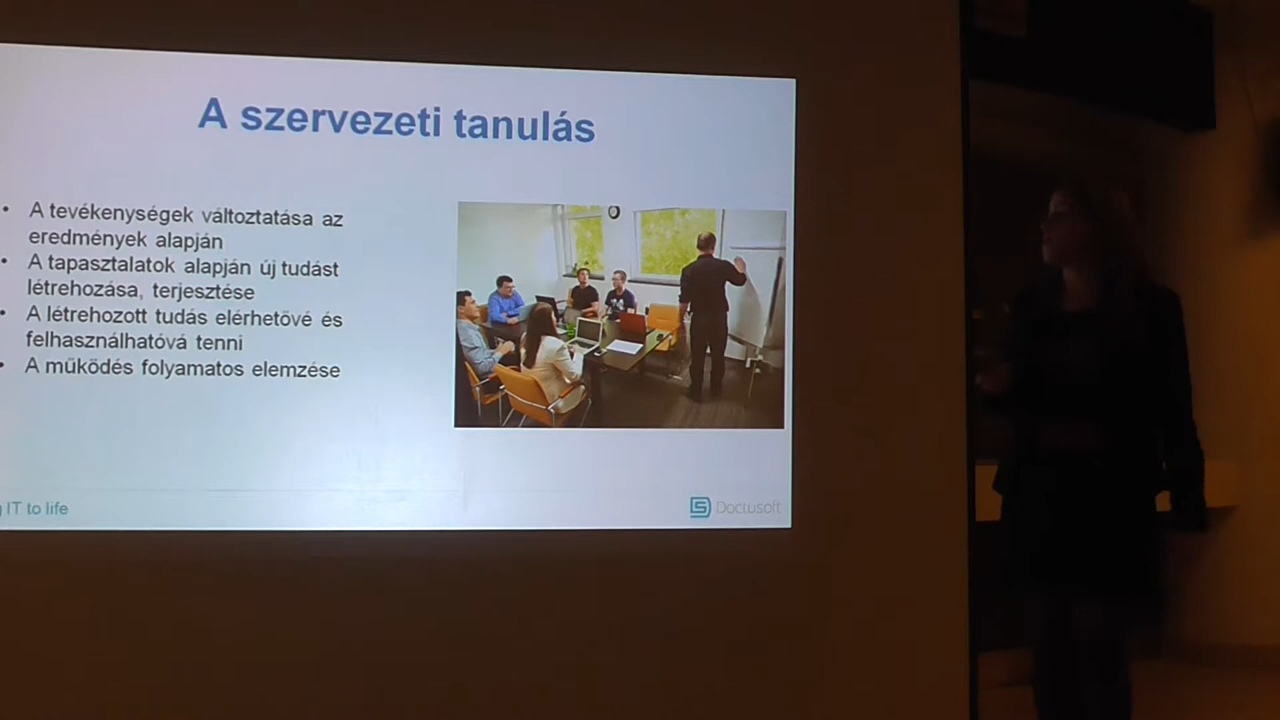 A szervezeti tanulás
• A tevékenységek változtatása az
eredmények alapján
• A tapasztalatok alapján új tudást
létrehozása, terjesztése
• A létrehozott tudás elérhetővé és
felhasználhatóvá tenni
• A működés folyamatos elemzése
IT to life
Doctusoft